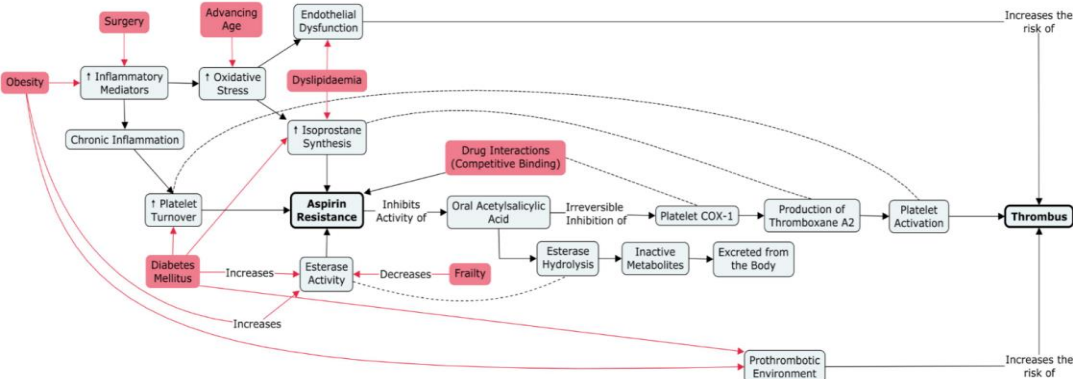 Surgery
Advancing
Age
Endothelial
Dysfunction
Increases the
risk of
Obesity
↑ Inflammatory
Mediators
↑ Oxidative
Stress
Dyslipidaemia
Chronic Inflammation
↑ Isoprostane
Synthesis
Drug Interactions
(Competitive Binding)
↑ Platelet
Turnover
Aspirin
Resistance
Inhibits
Activity of
Oral Acetylsalicylic
Acid
Irreversible
Inhibition of
Platelet COX-1
Production of
Thromboxane A2
Platelet
Activation
Thrombus
Diabetes
Mellitus
Increases
Esterase
Activity
Decreases
Frailty
Esterase
Hydrolysis
Inactive
Metabolites
Excreted from
the Body
Increases
Prothrombotic
Environment
Increases the
risk of